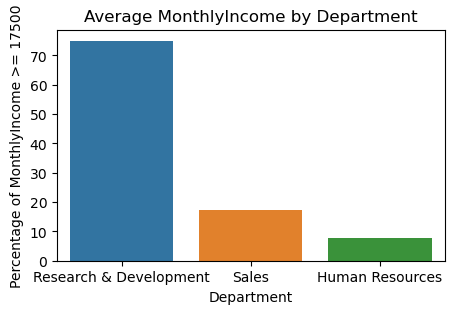 Average MonthlyIncome by Department
Percentage of MonthlyIncome >= 17500
70
60
50
40
30
20
10
0
Research & Development Sales Human Resources
Department